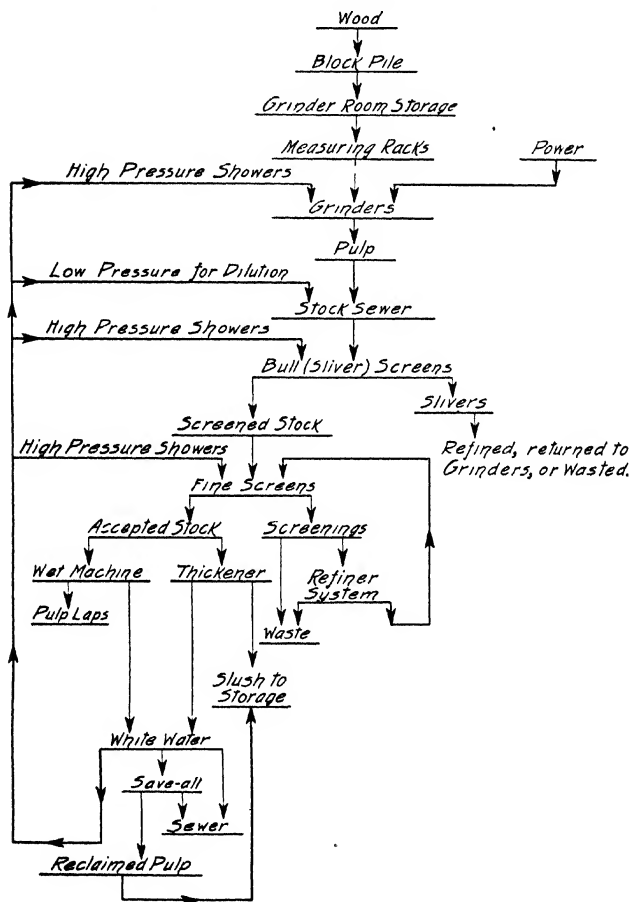 Wood
Block Pile
Grinder Room Storage
Measuring Racks
Power
High Pressure Showers
Grinders
Pulp
Low Pressure for Dilution
Stock Sewer
High Pressure Showers
Bull (Sliver) Screens
Slivers
Screened Stock
Refined, returned to
Grinders, or Wasted.
High Pressure Showers
Fine Screens
Accepted Stock
Screenings
Wet Machine
Thickener
Refiner
System
Pulp Laps
Waste
Slush to
Storage
White Water
Save-all
Sewer
Reclaimed Pulp